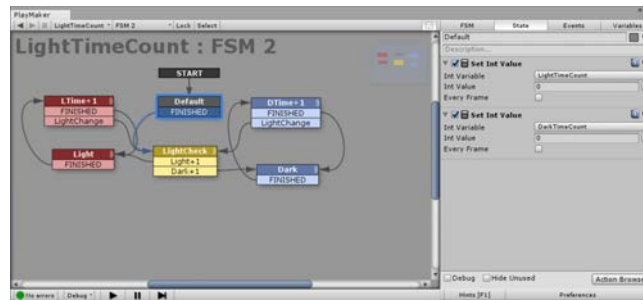 PlayMaker
LightTimeCount FSM 2 Lock Select
FSM State Events Variables
LightTimeCount : FSM 2
Default
Description...
START
LTime+1
FINISHED
LightChange
Default
FINISHED
DTime+1
FINISHED
LightChange
Light
FINISHED
LightCheck
Light+1
Dark+1
Dark
FINISHED
Set Int Value
Int Variable LightTimeCount
Int Value 0
Every Frame
Set Int Value
Int Variable DarkTimeCount
Int Value 0
Every Frame
Debug Hide Unused Action Browse
No errors Debug Hints [F1] Preferences